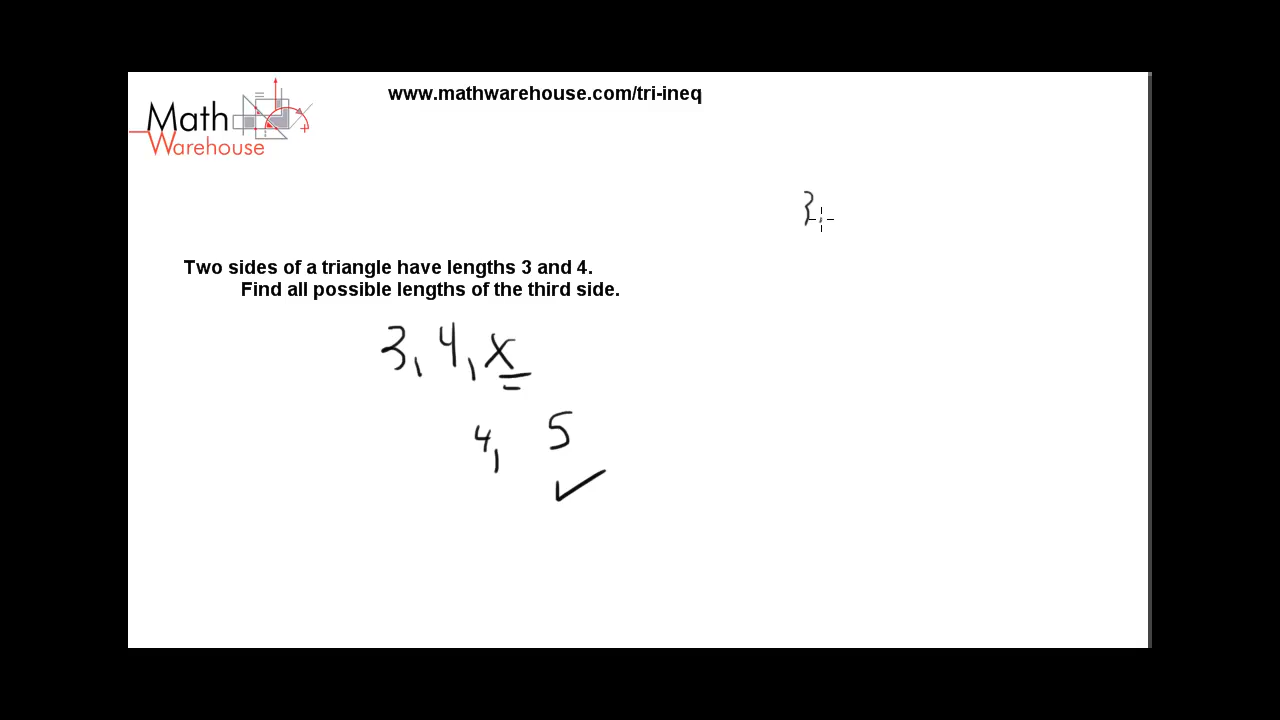 www.mathwarehouse.com/tri-ineq
Math
Warehouse
3,
Two sides of a triangle have lengths 3 and 4.
Find all possible lengths of the third side.
3, 4, x
4, 5